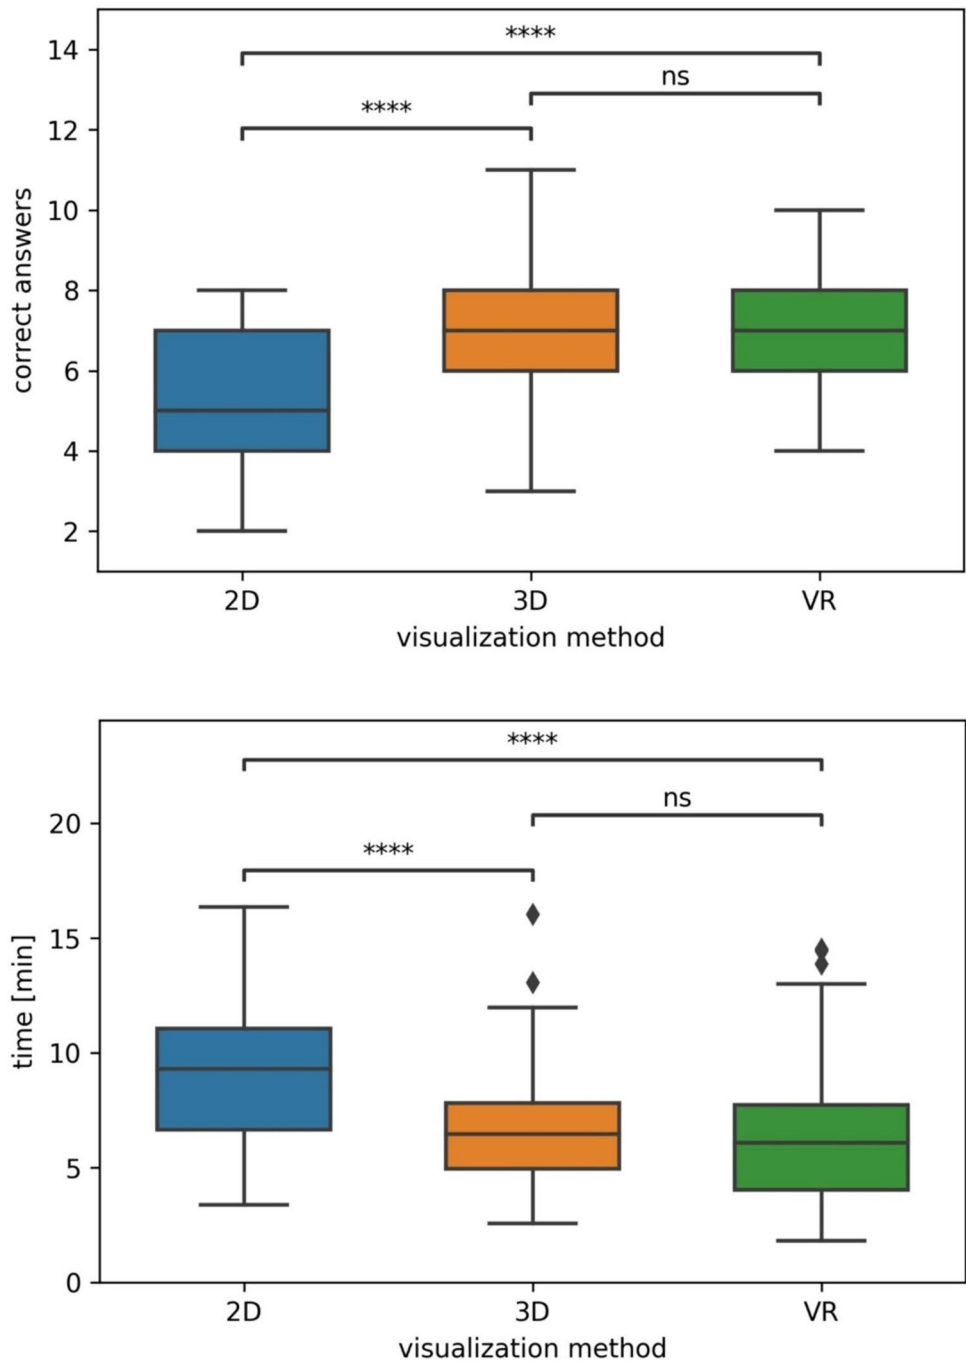 ****
14
ns
****
12
10
8
6
4
2
correct answers
2D 3D VR
visualization method
****
ns
20
****
15
10
5
0
time [min]
2D 3D VR
visualization method